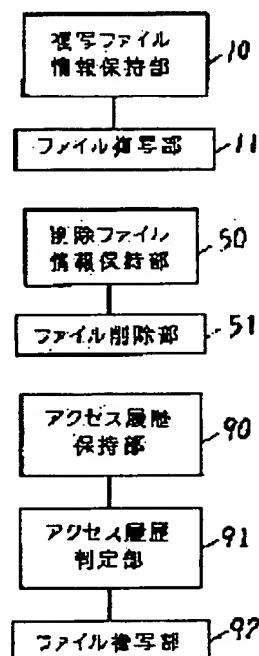 複写ファイル
情報保持部
10
ファイル複写部
11
削除ファイル
情報保持部
50
ファイル削除部
51
アクセス履歴
保持部
90
アクセス履歴
判定部
91
ファイル複写部
92